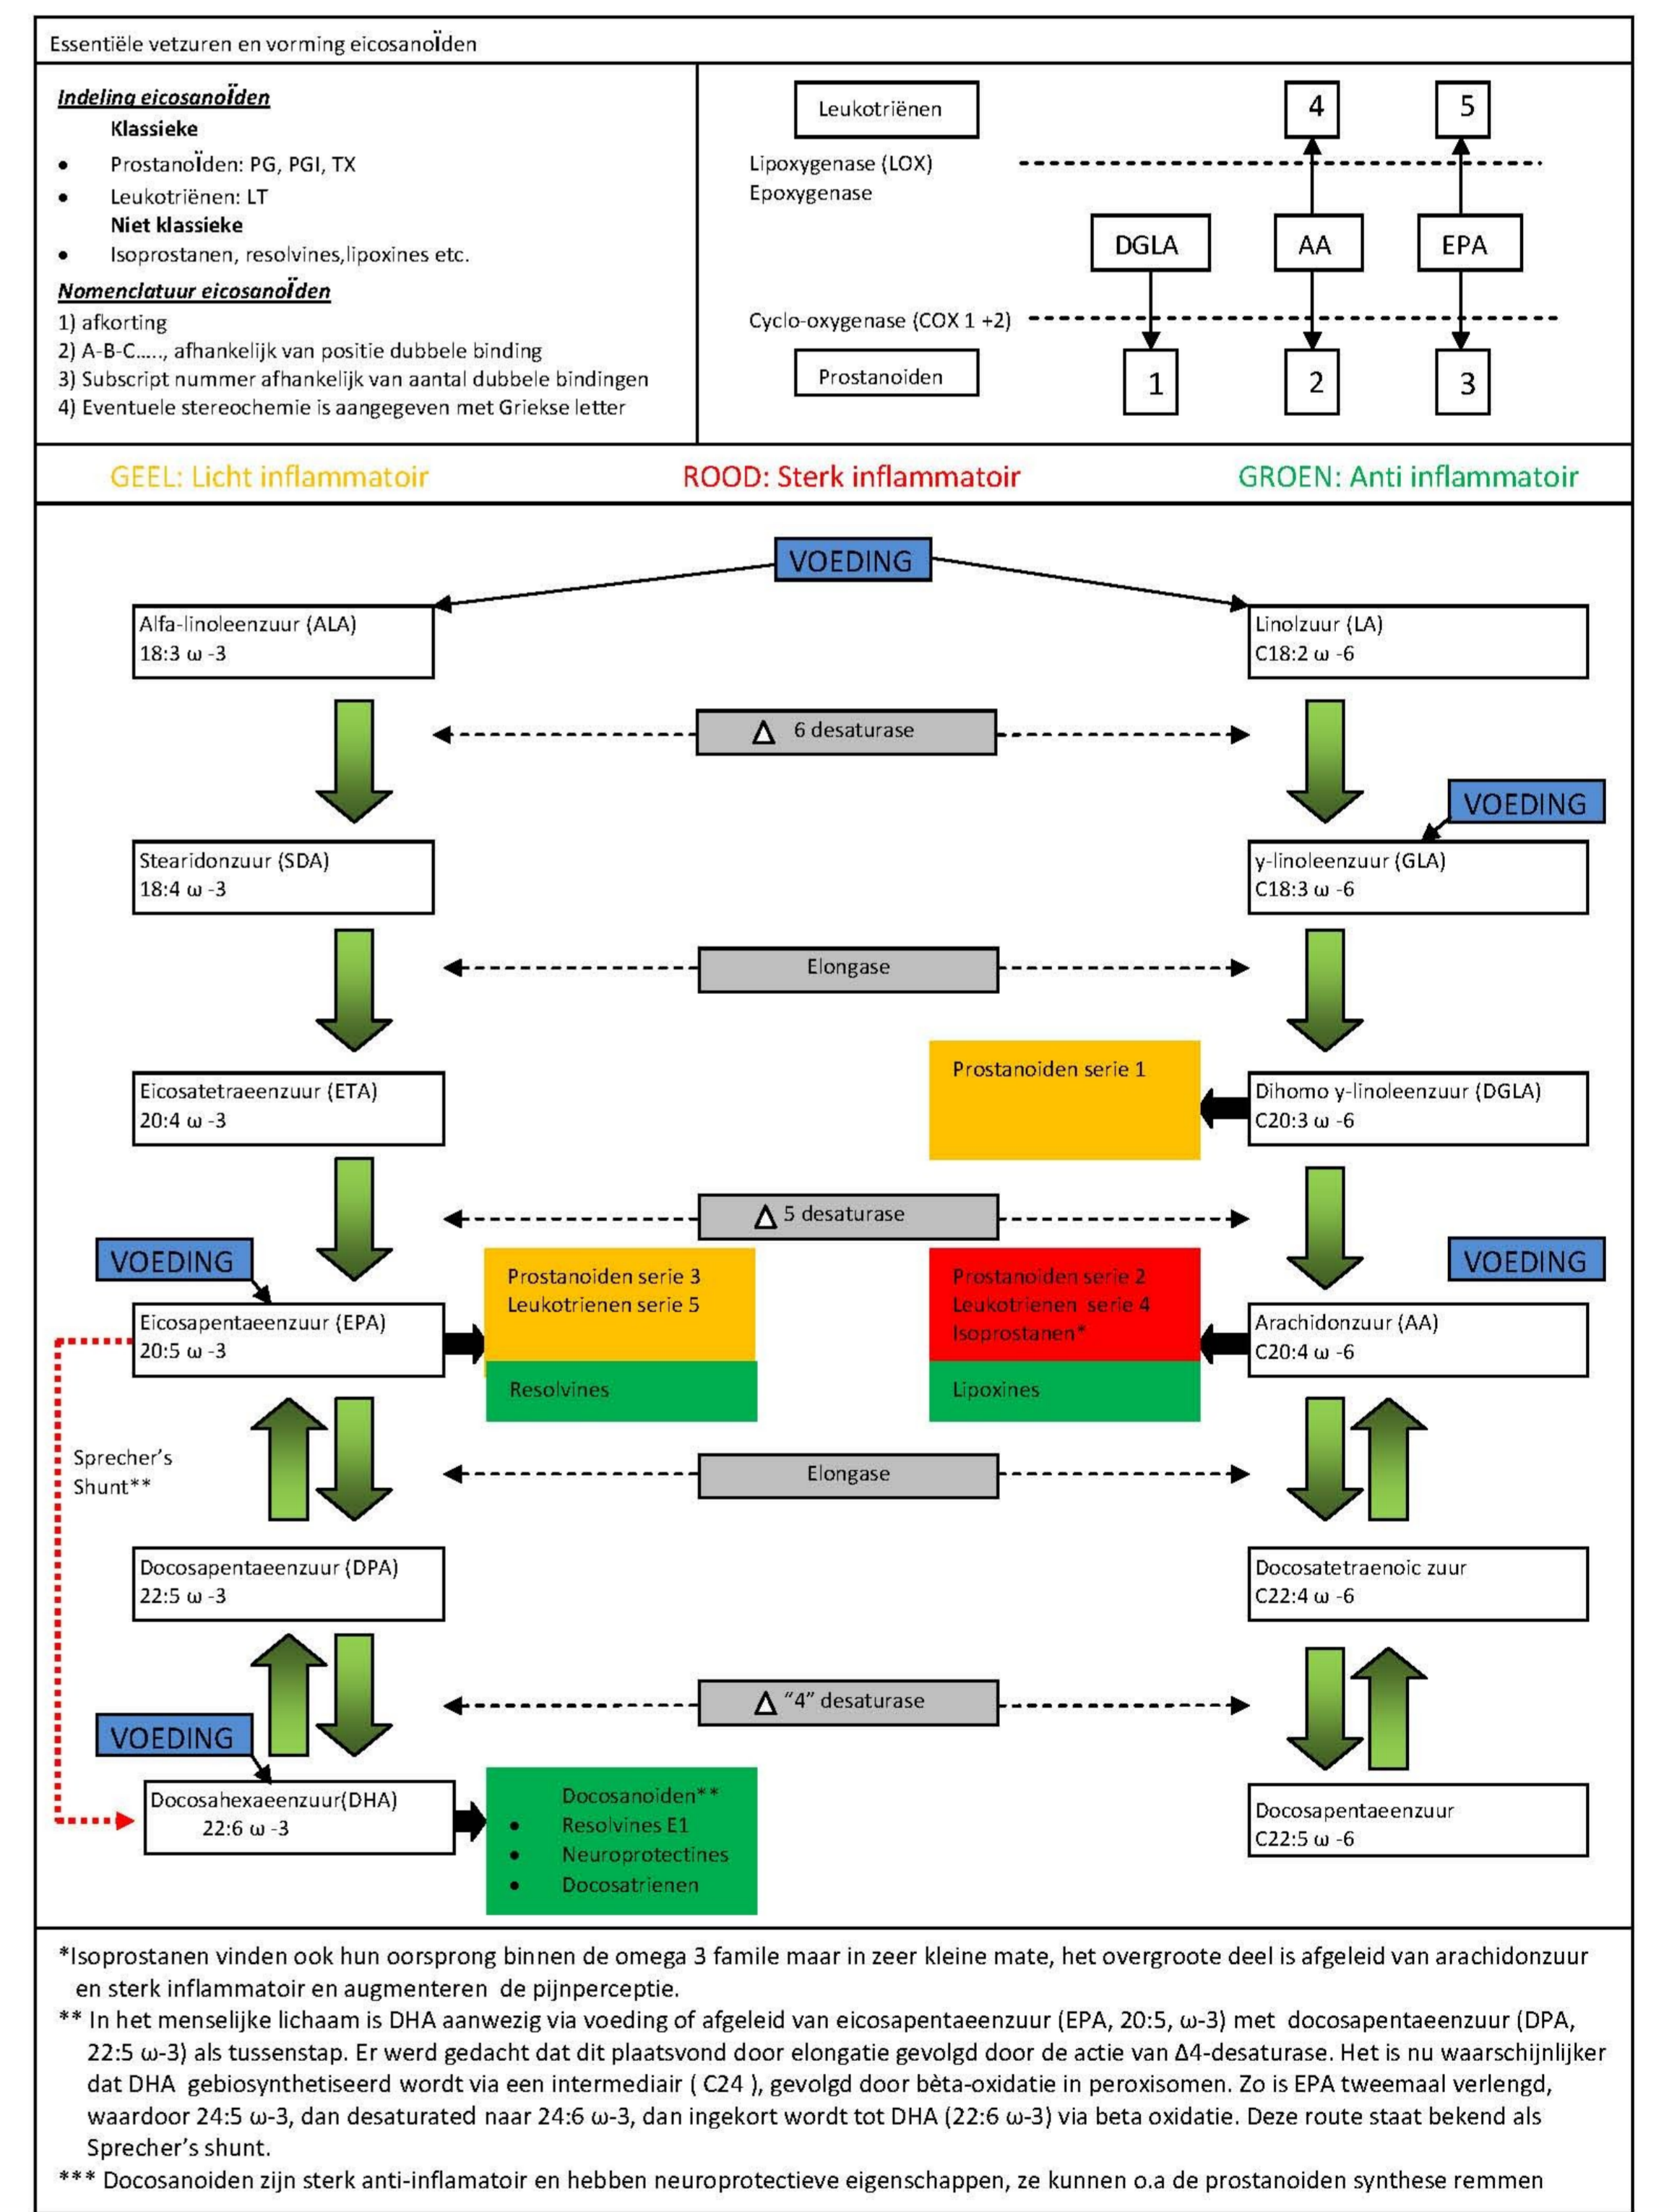 Essentiële vetzuren en vorming eicosanoÏden
Indeling eicosanoÏden
Klassieke
• ProstanoÏden: PG, PGI, TX
• Leukotriënen: LT
Niet klassieke
• Isoprostanen, resolvines,lipoxines etc.
Nomenclatuur eicosanoÏden
1) afkorting
2) A-B-C....., afhankelijk van positie dubbele binding
3) Subscript nummer afhankelijk van aantal dubbele bindingen
4) Eventuele stereochemie is aangegeven met Griekse letter
Leukotriënen
4
5
Lipoxygenase (LOX)
Epoxygenase
DGLA
AA
EPA
Cyclo-oxygenase (COX 1 +2)
Prostanoiden
1
2
3
GEEL: Licht inflammatoir
ROOD: Sterk inflammatoir
GROEN: Anti inflammatoir
VOEDING
Alfa-linoleenzuur (ALA)
18:3 ω -3
Linolzuur (LA)
C18:2 ω -6
Δ 6 desaturase
VOEDING
Stearidonzuur (SDA)
18:4 ω -3
y-linoleenzuur (GLA)
C18:3 ω -6
Elongase
Prostanoiden serie 1
Eicosatetraeenzuur (ETA)
20:4 ω -3
Dihomo y-linoleenzuur (DGLA)
C20:3 ω -6
Δ 5 desaturase
VOEDING
VOEDING
Prostanoiden serie 3
Leukotrienen serie 5
Resolvines
Prostanoiden serie 2
Leukotrienen serie 4
Isoprostanen*
Lipoxines
Eicosapentaeenzuur (EPA)
20:5 ω -3
Arachidonzuur (AA)
C20:4 ω -6
Sprecher's
Shunt**
Elongase
Docosapentaeenzuur (DPA)
22:5 ω -3
Docosatetraenoic zuur
C22:4 ω -6
Δ "4" desaturase
VOEDING
Docosahexaeenzuur(DHA)
22:6 ω -3
Docosanoiden**
• Resolvines E1
• Neuroprotectines
• Docosatrienen
Docosapentaeenzuur
C22:5 ω -6
*Isoprostanen vinden ook hun oorsprong binnen de omega 3 famile maar in zeer kleine mate, het overgrote deel is afgeleid van arachidonzuur
en sterk inflammatoir en augmenteren de pijnperceptie.
** In het menselijke lichaam is DHA aanwezig via voeding of afgeleid van eicosapentaeenzuur (EPA, 20:5, ω-3) met docosapentaeenzuur (DPA,
22:5 ω-3) als tussenstap. Er werd gedacht dat dit plaatsvond door elongatie gevolgd door de actie van Δ4-desaturase. Het is nu waarschijnlijker
dat DHA gebiosynthetiseerd wordt via een intermediair ( C24 ), gevolgd door bèta-oxidatie in peroxisomen. Zo is EPA tweemaal verlengd,
waardoor 24:5 ω-3, dan desaturated naar 24:6 ω-3, dan ingekort wordt tot DHA (22:6 ω-3) via beta oxidatie. Deze route staat bekend als
Sprecher's shunt.
*** Docosanoiden zijn sterk anti-inflamatoir en hebben neuroprotectieve eigenschappen, ze kunnen o.a de prostanoiden synthese remmen